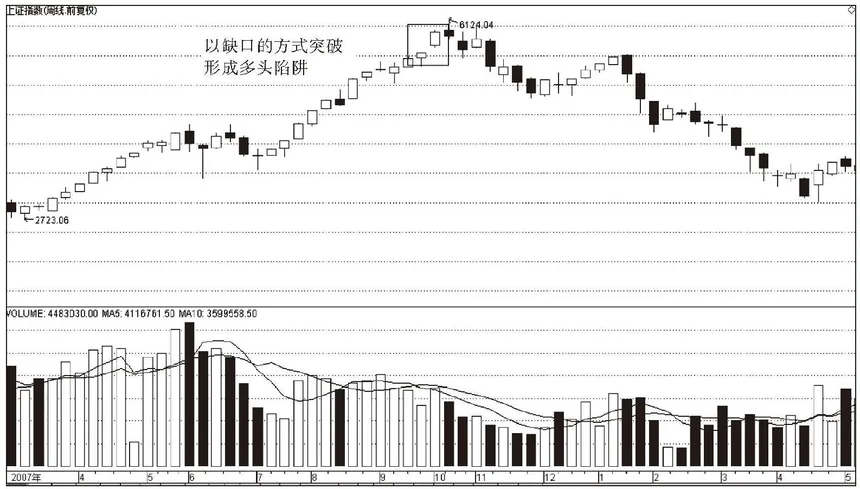 上证指数(周线.前复权)
6124.04
以缺口的方式突破
形成多头陷阱
2723.06
VOLUME: 4483030.00 MA5: 4116761.50 MA10: 3599558.50
2007年 4 5 6 7 8 9 10 11 12 1 2 3 4 5